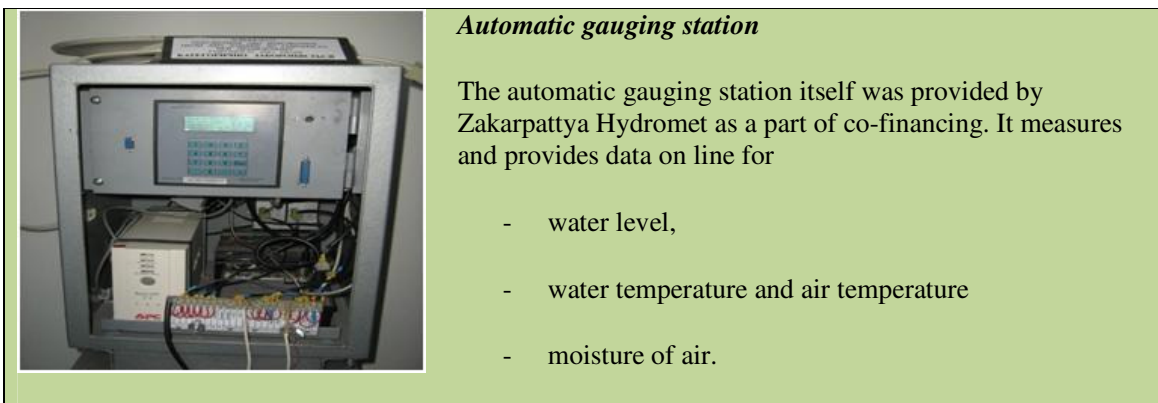 Automatic gauging station
The automatic gauging station itself was provided by
Zakarpattya Hydromet as a part of co-financing. It measures
and provides data on line for
- water level,
- water temperature and air temperature
- moisture of air.
APC